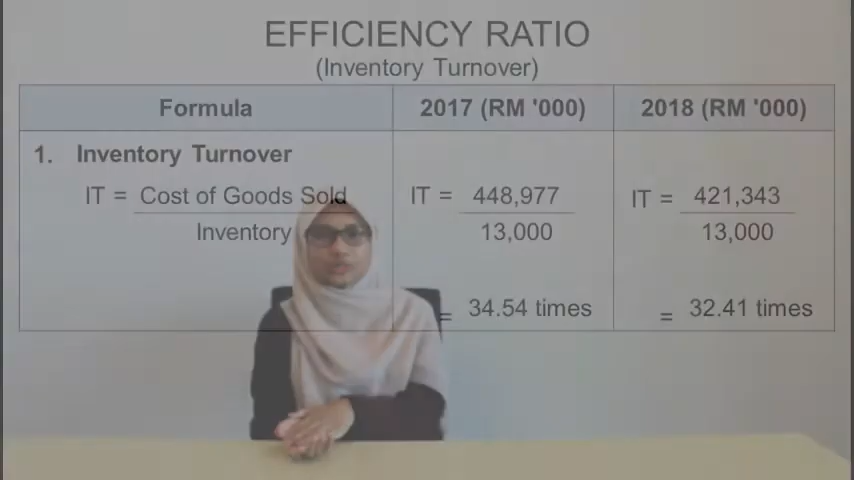 EFFICIENCY RATIO
(Inventory Turnover)
Formula 2017 (RM '000) 2018 (RM '000)
1. Inventory Turnover
IT = Cost of Goods Sold IT = 448,977 IT = 421,343
Inventory 13,000 13,000
= 34.54 times = 32.41 times